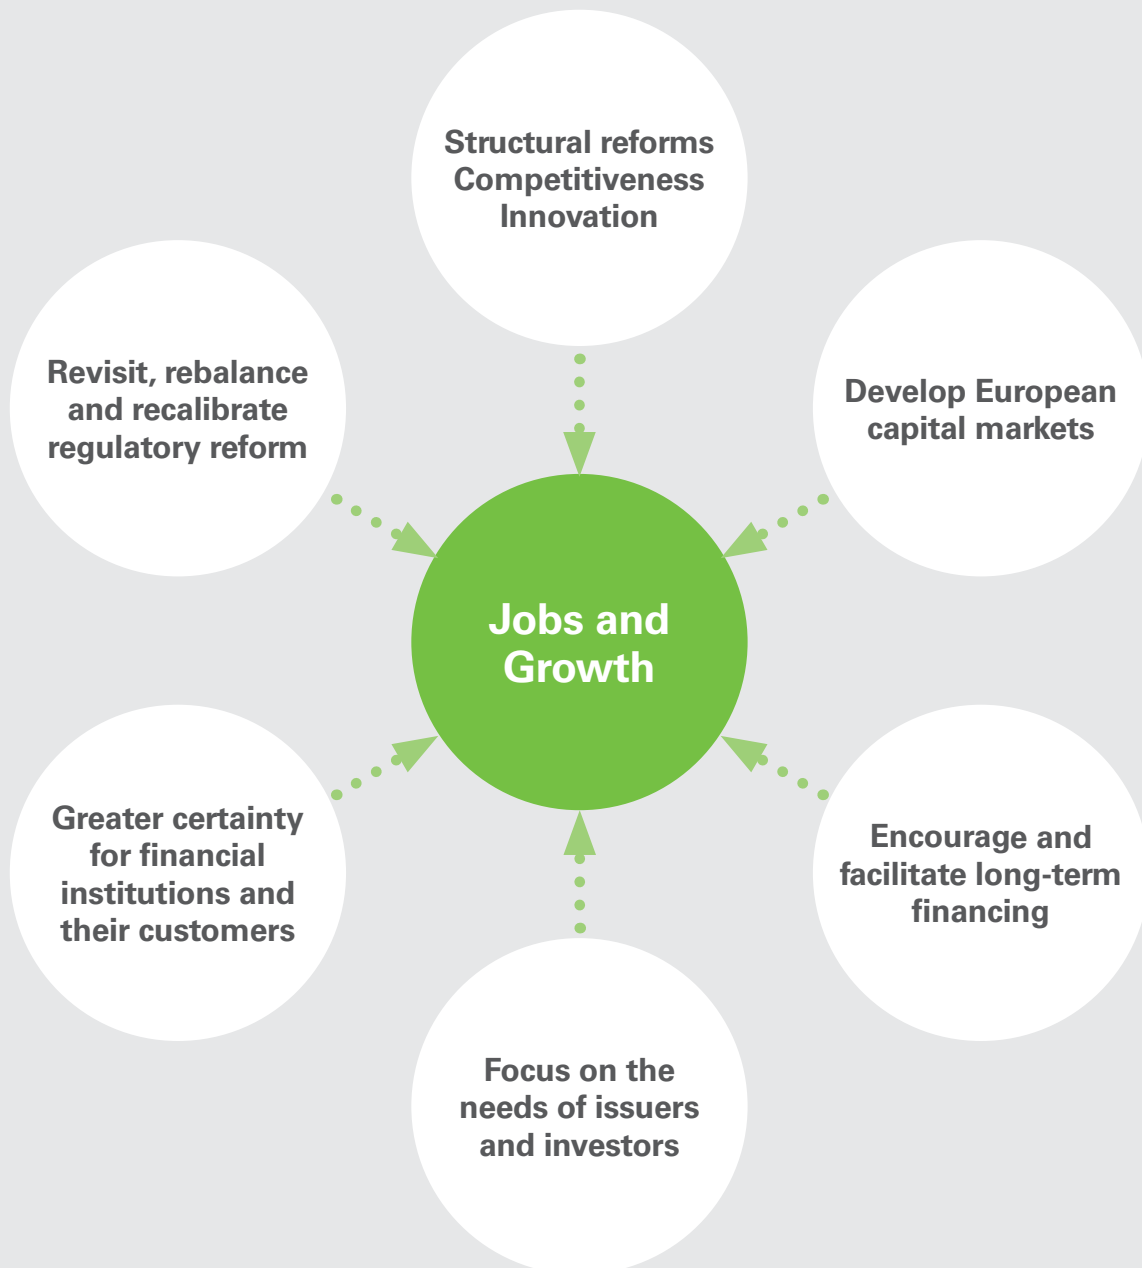 Structural reforms
Competitiveness
Innovation
Revisit, rebalance
and recalibrate
regulatory reform
Develop European
capital markets
Jobs and
Growth
Greater certainty
for financial
institutions and
their customers
Encourage and
facilitate long-term
financing
Focus on the
needs of issuers
and investors